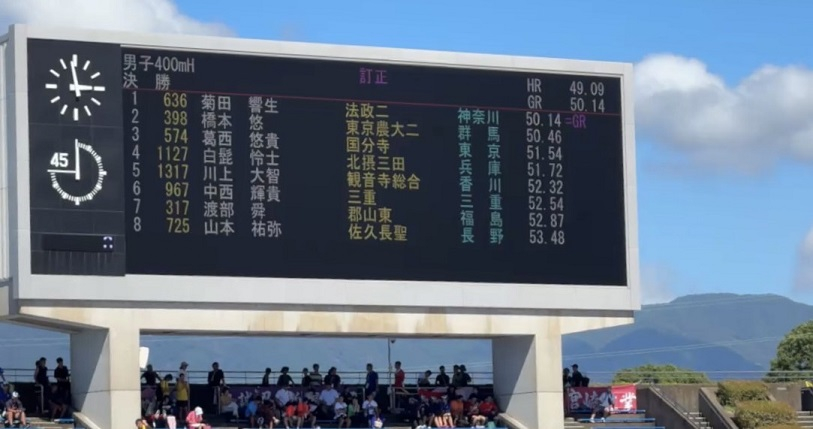 男子400mH 訂正 HR 49.09
決 勝 GR 50.14
1 636 菊田 響生 法政二 神奈川 50.14 =GR
2 398 橋本 悠 東京農大二 群 馬 50.46
3 574 葛西 悠貴 国分寺 東 京 51.54
4 1127 白髭 怜士 北摂三田 兵 庫 51.72
5 1317 川上 大智 観音寺総合 香 川 52.32
6 967 中西 輝貴 三重 三 重 52.54
7 317 渡部 舜 郡山東 福 島 52.87
8 725 山本 祐弥 佐久長聖 長 野 53.48
45